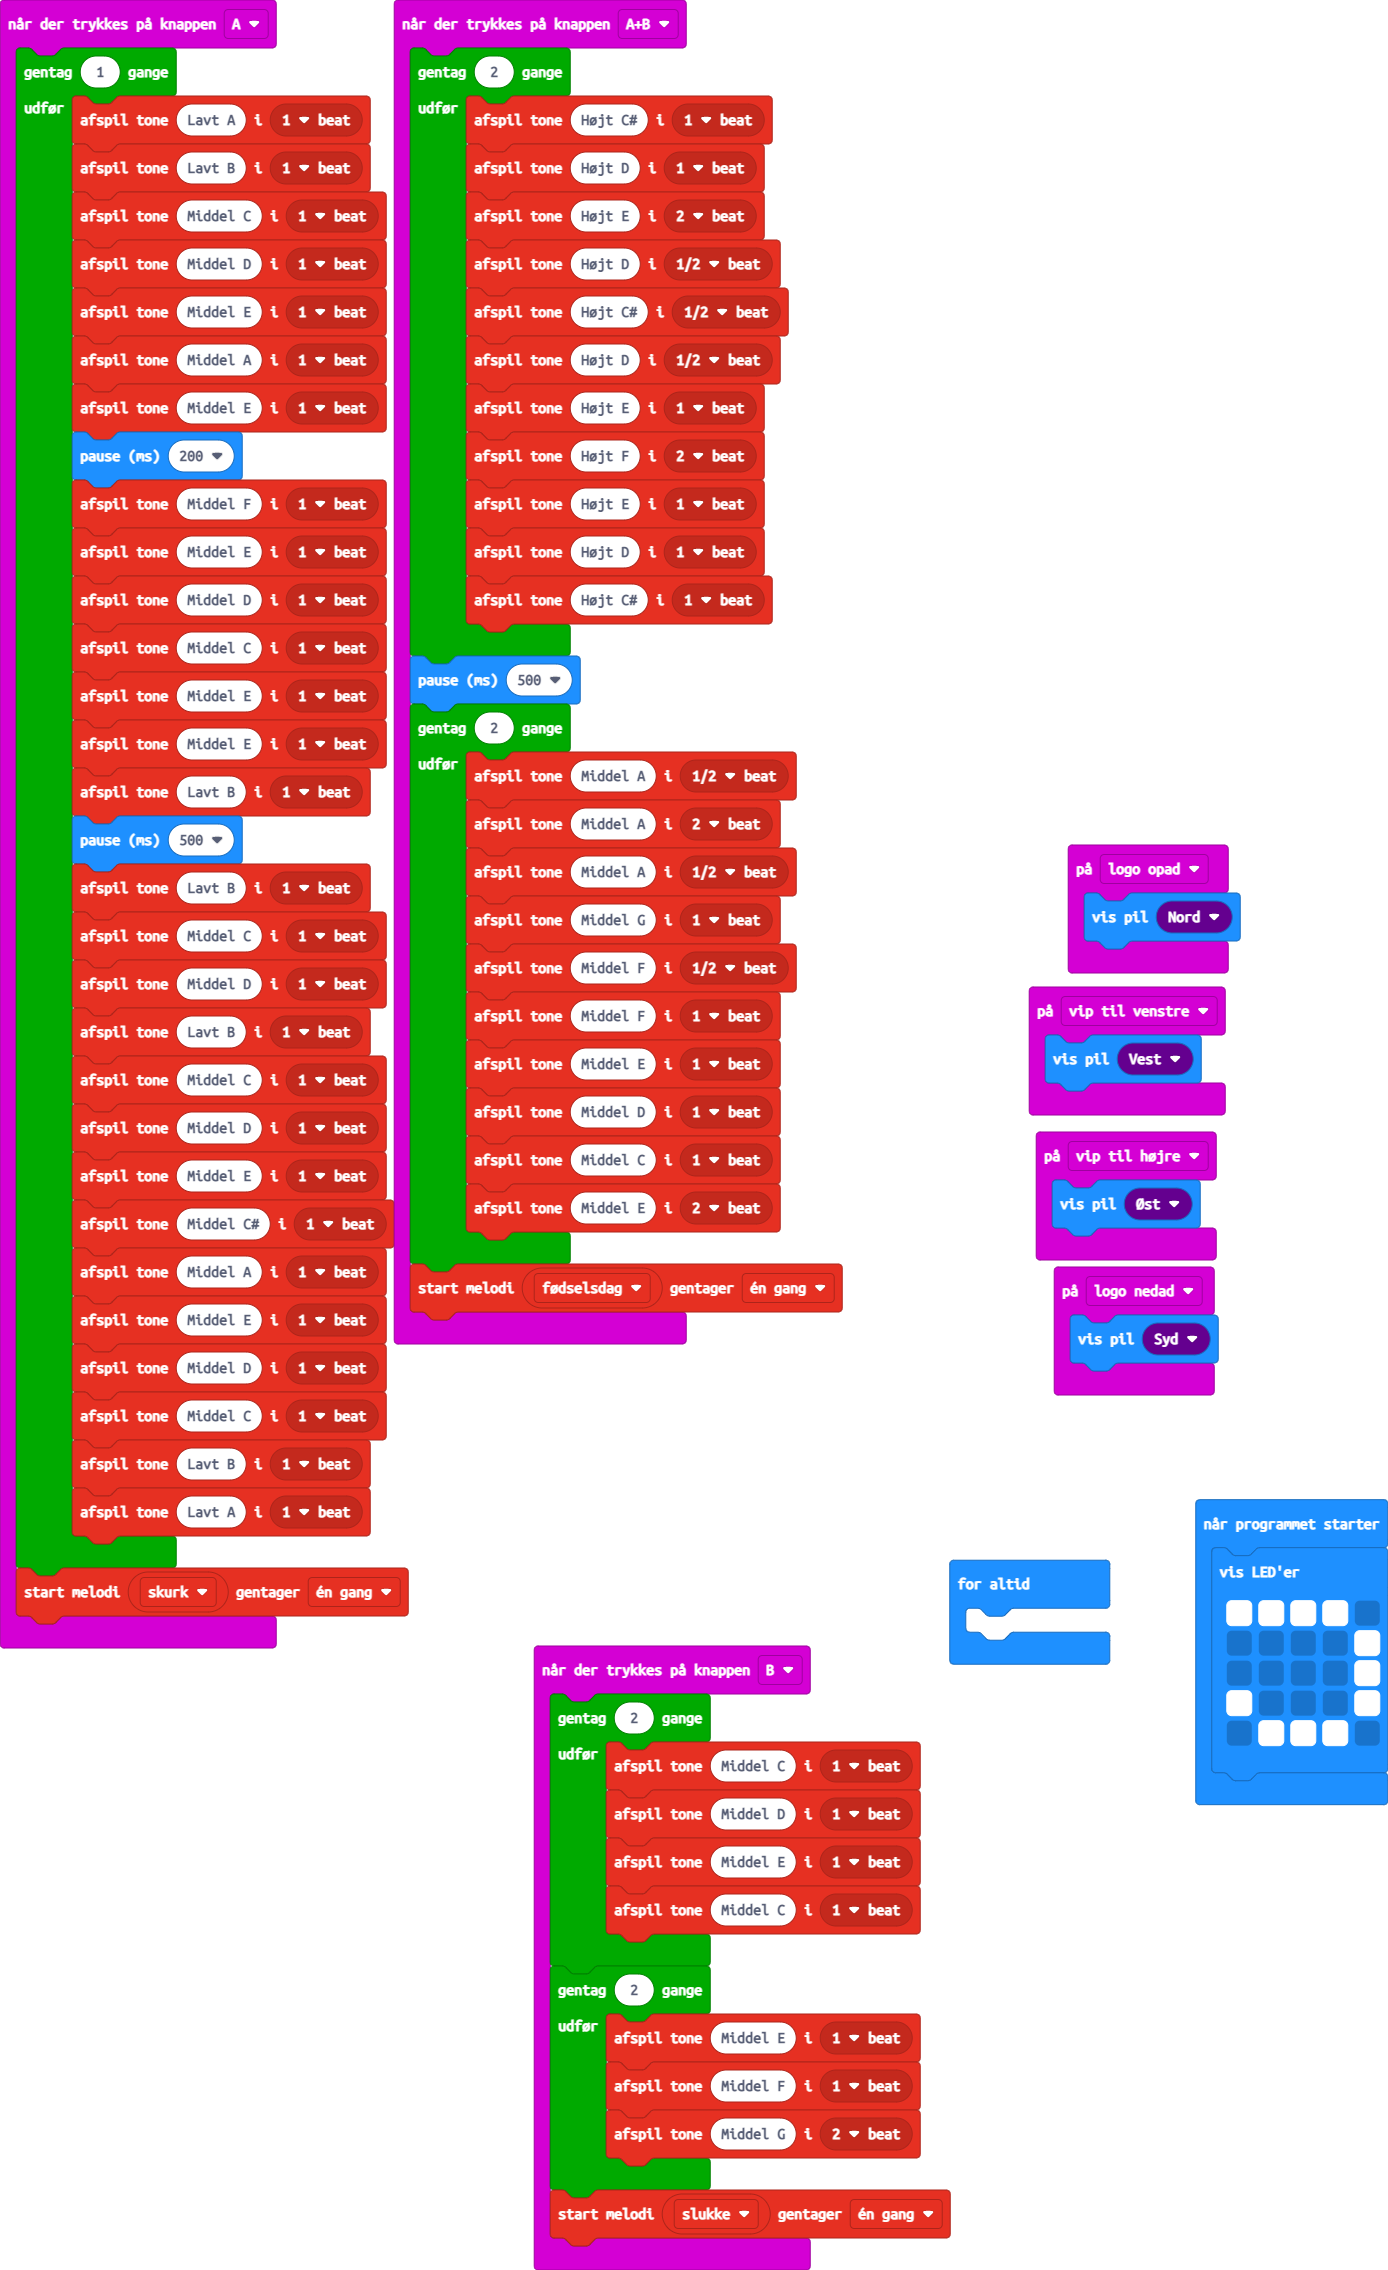 når der trykkes på knappen A
gentag 1 gange
udfør
afspil tone Lavt A i 1 beat
afspil tone Lavt B i 1 beat
afspil tone Middel C i 1 beat
afspil tone Middel D i 1 beat
afspil tone Middel E i 1 beat
afspil tone Middel A i 1 beat
afspil tone Middel E i 1 beat
pause (ms) 200
afspil tone Middel F i 1 beat
afspil tone Middel E i 1 beat
afspil tone Middel D i 1 beat
afspil tone Middel C i 1 beat
afspil tone Middel E i 1 beat
afspil tone Middel E i 1 beat
afspil tone Lavt B i 1 beat
pause (ms) 500
afspil tone Lavt B i 1 beat
afspil tone Middel C i 1 beat
afspil tone Middel D i 1 beat
afspil tone Lavt B i 1 beat
afspil tone Middel C i 1 beat
afspil tone Middel D i 1 beat
afspil tone Middel E i 1 beat
afspil tone Middel C# i 1 beat
afspil tone Middel A i 1 beat
afspil tone Middel E i 1 beat
afspil tone Middel D i 1 beat
afspil tone Middel C i 1 beat
afspil tone Lavt B i 1 beat
afspil tone Lavt A i 1 beat
start melodi skurk gentager én gang
når der trykkes på knappen A+B
gentag 2 gange
udfør
afspil tone Højt C# i 1 beat
afspil tone Højt D i 1 beat
afspil tone Højt E i 2 beat
afspil tone Højt D i 1/2 beat
afspil tone Højt C# i 1/2 beat
afspil tone Højt D i 1/2 beat
afspil tone Højt E i 1 beat
afspil tone Højt F i 2 beat
afspil tone Højt E i 1 beat
afspil tone Højt D i 1 beat
afspil tone Højt C# i 1 beat
pause (ms) 500
gentag 2 gange
udfør
afspil tone Middel A i 1/2 beat
afspil tone Middel A i 2 beat
afspil tone Middel A i 1/2 beat
afspil tone Middel G i 1 beat
afspil tone Middel F i 1/2 beat
afspil tone Middel F i 1 beat
afspil tone Middel E i 1 beat
afspil tone Middel D i 1 beat
afspil tone Middel C i 1 beat
afspil tone Middel E i 2 beat
start melodi fødselsdag gentager én gang
på logo opad
vis pil Nord
på vip til venstre
vis pil Vest
på vip til højre
vis pil Øst
på logo nedad
vis pil Syd
når programmet starter
vis LED'er
for altid
når der trykkes på knappen B
gentag 2 gange
udfør
afspil tone Middel C i 1 beat
afspil tone Middel D i 1 beat
afspil tone Middel E i 1 beat
afspil tone Middel C i 1 beat
gentag 2 gange
udfør
afspil tone Middel E i 1 beat
afspil tone Middel F i 1 beat
afspil tone Middel G i 2 beat
start melodi slukke gentager én gang